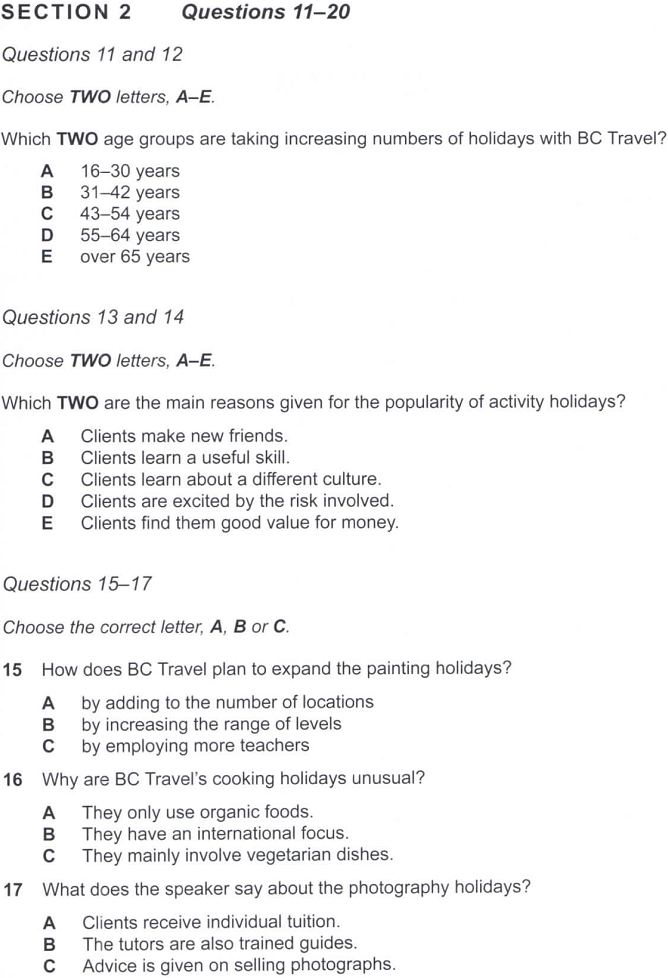 SECTION 2 Questions 11–20
Questions 11 and 12
Choose TWO letters, A–E.
Which TWO age groups are taking increasing numbers of holidays with BC Travel?
A 16–30 years
B 31–42 years
C 43–54 years
D 55–64 years
E over 65 years
Questions 13 and 14
Choose TWO letters, A–E.
Which TWO are the main reasons given for the popularity of activity holidays?
A Clients make new friends.
B Clients learn a useful skill.
C Clients learn about a different culture.
D Clients are excited by the risk involved.
E Clients find them good value for money.
Questions 15–17
Choose the correct letter, A, B or C.
15 How does BC Travel plan to expand the painting holidays?
A by adding to the number of locations
B by increasing the range of levels
C by employing more teachers
16 Why are BC Travel's cooking holidays unusual?
A They only use organic foods.
B They have an international focus.
C They mainly involve vegetarian dishes.
17 What does the speaker say about the photography holidays?
A Clients receive individual tuition.
B The tutors are also trained guides.
C Advice is given on selling photographs.